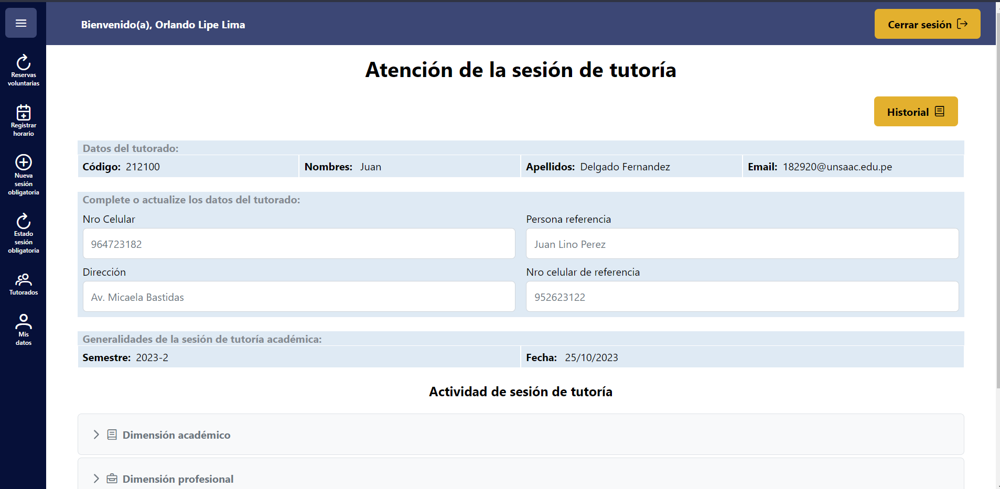 Bienvenido(a), Orlando Lipe Lima
Cerrar sesión
Reservas
voluntarias
Registrar
horario
Nueva
sesión
obligatoria
Estado
sesión
obligatoria
Tutorados
Mis
datos
Atención de la sesión de tutoría
Historial
Datos del tutorado:
Código: 212100
Nombres: Juan
Apellidos: Delgado Fernandez
Email: 182920@unsaac.edu.pe
Complete o actualize los datos del tutorado:
Nro Celular
964723182
Persona referencia
Juan Lino Perez
Dirección
Av. Micaela Bastidas
Nro celular de referencia
952623122
Generalidades de la sesión de tutoría académica:
Semestre: 2023-2
Fecha: 25/10/2023
Actividad de sesión de tutoría
Dimensión académico
Dimensión profesional